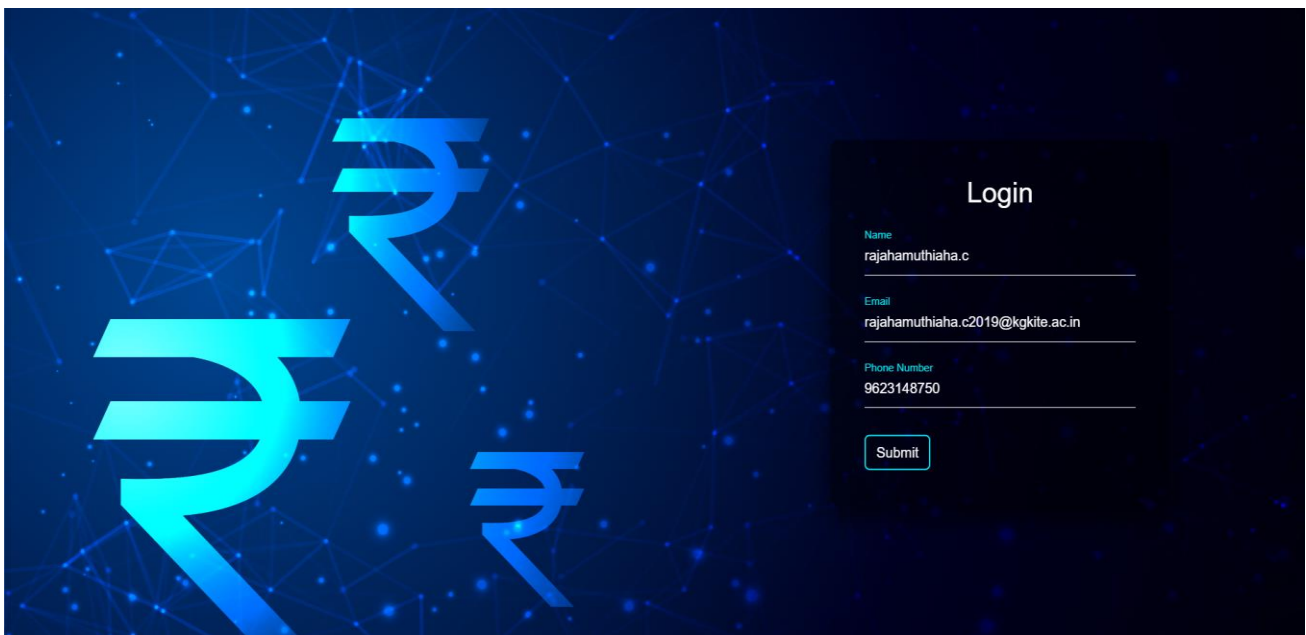 Login
Name
rajahamuthiaha.c
Email
rajahamuthiaha.c2019@kgkite.ac.in
Phone Number
9623148750
Submit